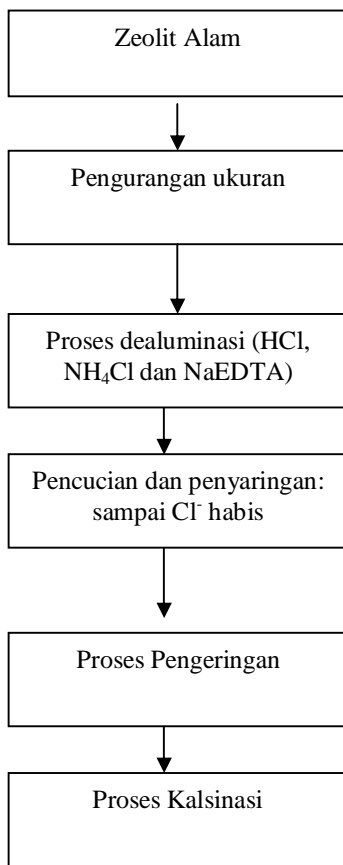 Zeolit Alam
Pengurangan ukuran
Proses dealuminasi (HCl,
NH₄Cl dan NaEDTA)
Pencucian dan penyaringan:
sampai Cl⁻ habis
Proses Pengeringan
Proses Kalsinasi